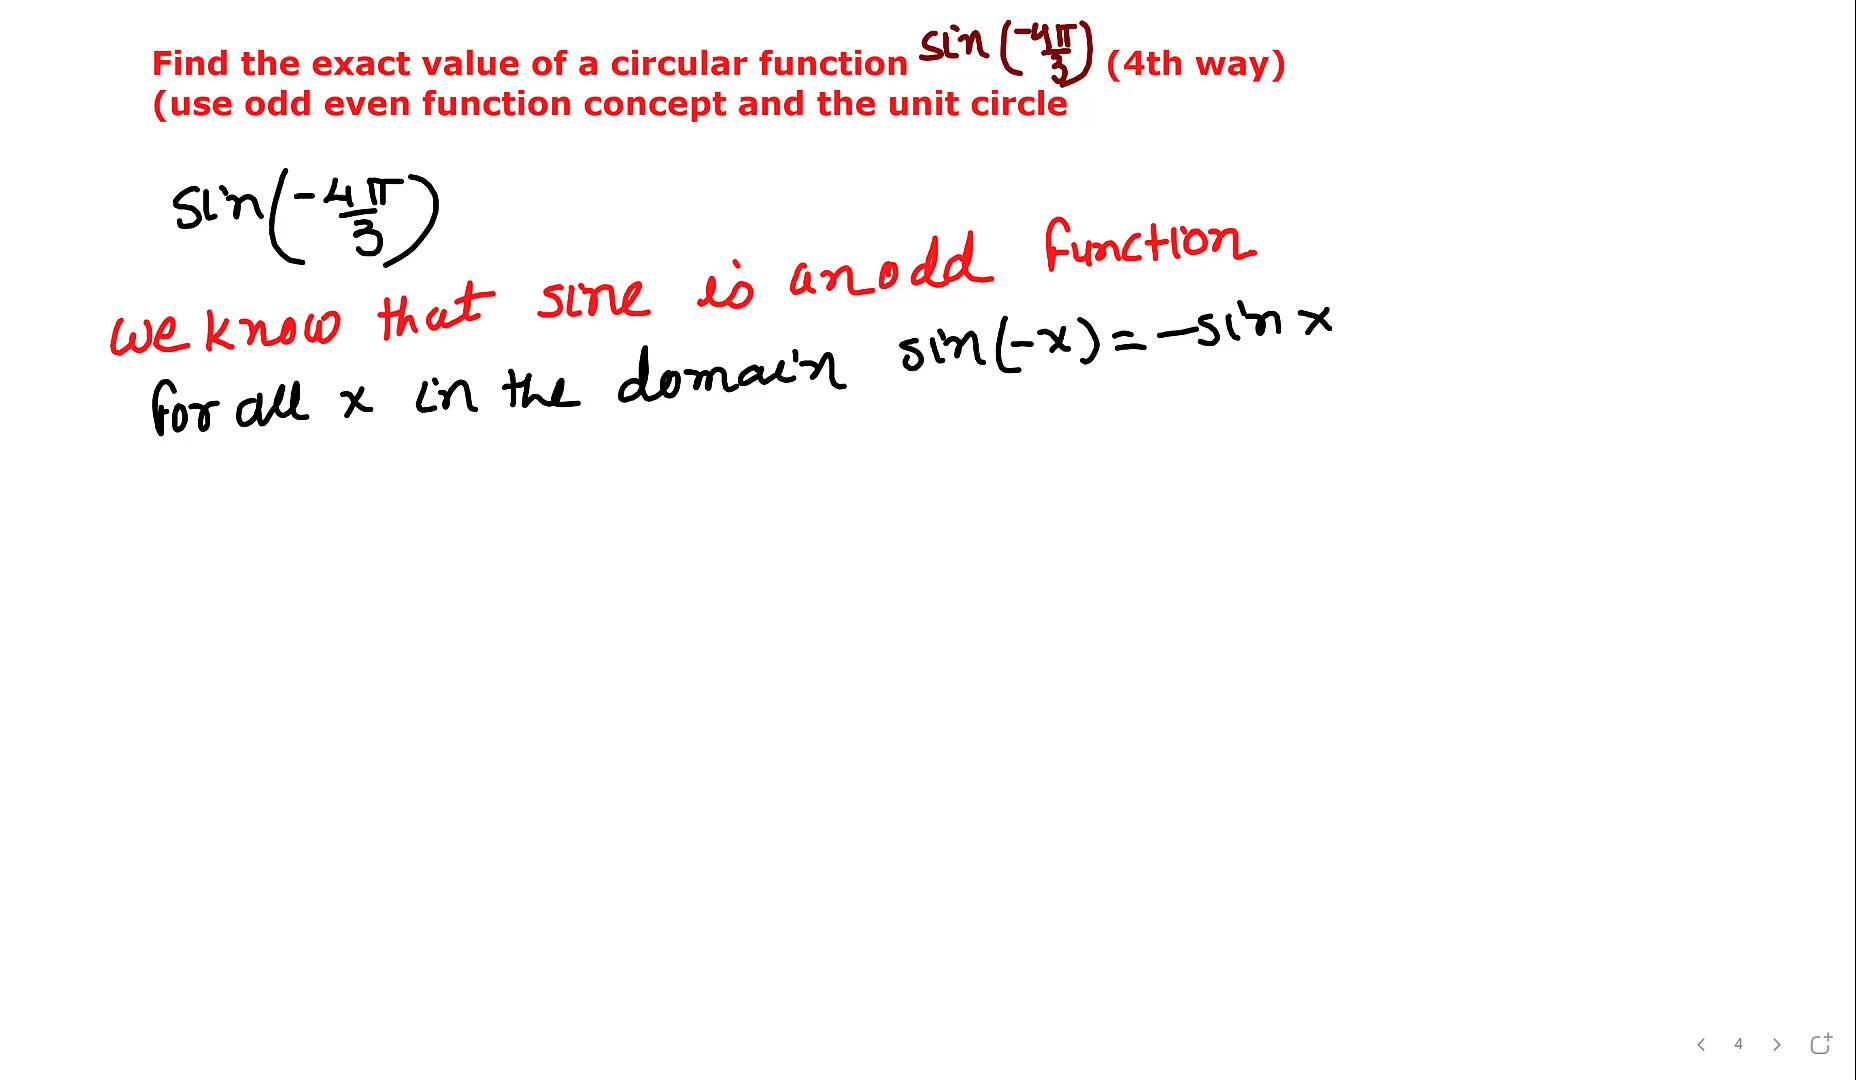 Find the exact value of a circular function sin(-4π/3) (4th way)
(use odd even function concept and the unit circle
sin(-4π/3)
we know that sine is an odd function
for all x in the domain sin(-x) = -sin x
< 4 >